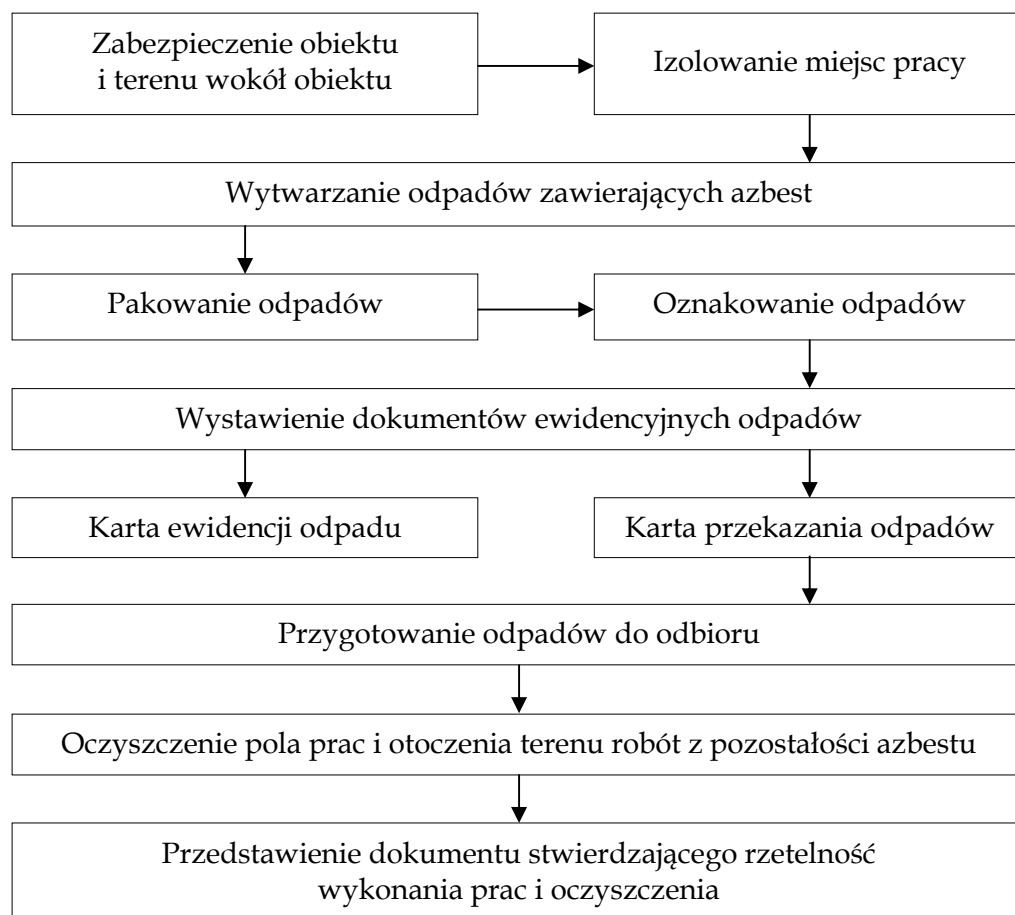 Zabezpieczenie obiektu
i terenu wokół obiektu
Izolowanie miejsc pracy
Wytwarzanie odpadów zawierających azbest
Pakowanie odpadów
Oznakowanie odpadów
Wystawienie dokumentów ewidencyjnych odpadów
Karta ewidencji odpadu
Karta przekazania odpadów
Przygotowanie odpadów do odbioru
Oczyszczenie pola prac i otoczenia terenu robót z pozostałości azbestu
Przedstawienie dokumentu stwierdzającego rzetelność
wykonania prac i oczyszczenia